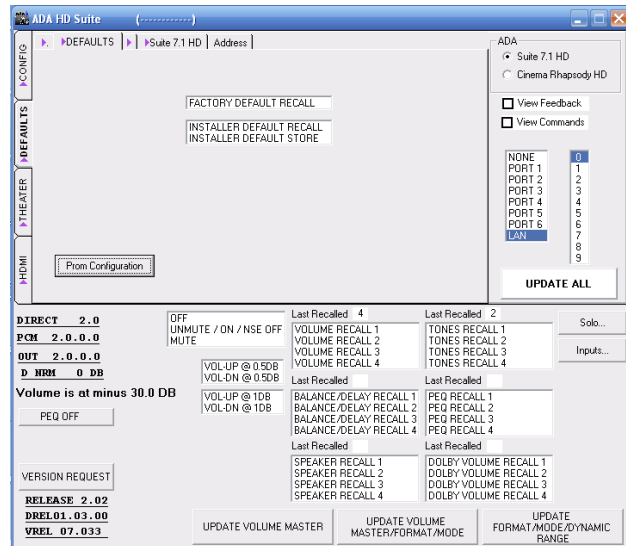 ADA HD Suite (------------)
CONFIG
DEFAULTS
THEATER
HDMI
DEFAULTS
Suite 7.1 HD
Address
FACTORY DEFAULT RECALL
INSTALLER DEFAULT RECALL
INSTALLER DEFAULT STORE
Prom Configuration
ADA
Suite 7.1 HD
Cinema Rhapsody HD
View Feedback
View Commands
NONE
PORT 1
PORT 2
PORT 3
PORT 4
PORT 5
PORT 6
LAN
0
1
2
3
4
5
6
7
8
9
UPDATE ALL
DIRECT 2.0
PCM 2.0.0.0
OUT 2.0.0.0
D NRM 0 DB
Volume is at minus 30.0 DB
PEQ OFF
VERSION REQUEST
RELEASE 2.02
DREL01.03.00
VREL 07.033
OFF
UNMUTE / ON / NSE OFF
MUTE
VOL-UP @ 0.5DB
VOL-DN @ 0.5DB
VOL-UP @ 1DB
VOL-DN @ 1DB
Last Recalled 4
VOLUME RECALL 1
VOLUME RECALL 2
VOLUME RECALL 3
VOLUME RECALL 4
Last Recalled 2
TONES RECALL 1
TONES RECALL 2
TONES RECALL 3
TONES RECALL 4
Last Recalled
BALANCE/DELAY RECALL 1
BALANCE/DELAY RECALL 2
BALANCE/DELAY RECALL 3
BALANCE/DELAY RECALL 4
Last Recalled
PEQ RECALL 1
PEQ RECALL 2
PEQ RECALL 3
PEQ RECALL 4
Last Recalled
SPEAKER RECALL 1
SPEAKER RECALL 2
SPEAKER RECALL 3
SPEAKER RECALL 4
Last Recalled
DOLBY VOLUME RECALL 1
DOLBY VOLUME RECALL 2
DOLBY VOLUME RECALL 3
DOLBY VOLUME RECALL 4
Solo...
Inputs...
UPDATE VOLUME MASTER
UPDATE VOLUME
MASTER/FORMAT/MODE
UPDATE
FORMAT/MODE/DYNAMIC
RANGE